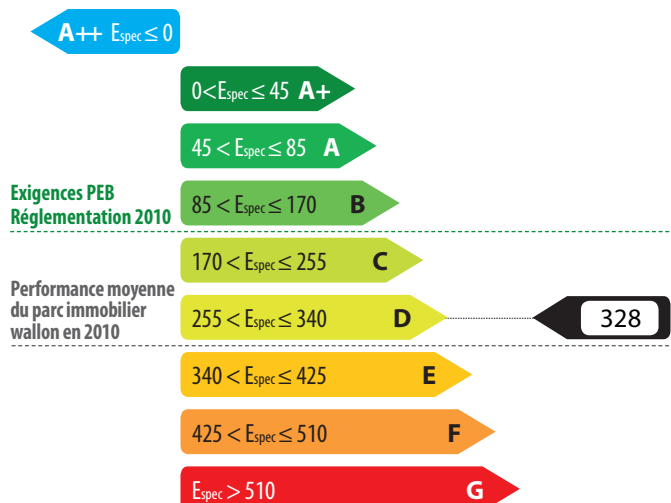 A++ Espec ≤ 0
0<Espec ≤ 45 A+
45 < Espec ≤ 85 A
Exigences PEB
Réglementation 2010
85 < Espec ≤ 170 B
170 < Espec ≤ 255 C
Performance moyenne
du parc immobilier
wallon en 2010
255 < Espec ≤ 340 D
328
340 < Espec ≤ 425 E
425 < Espec ≤ 510 F
Espec > 510 G